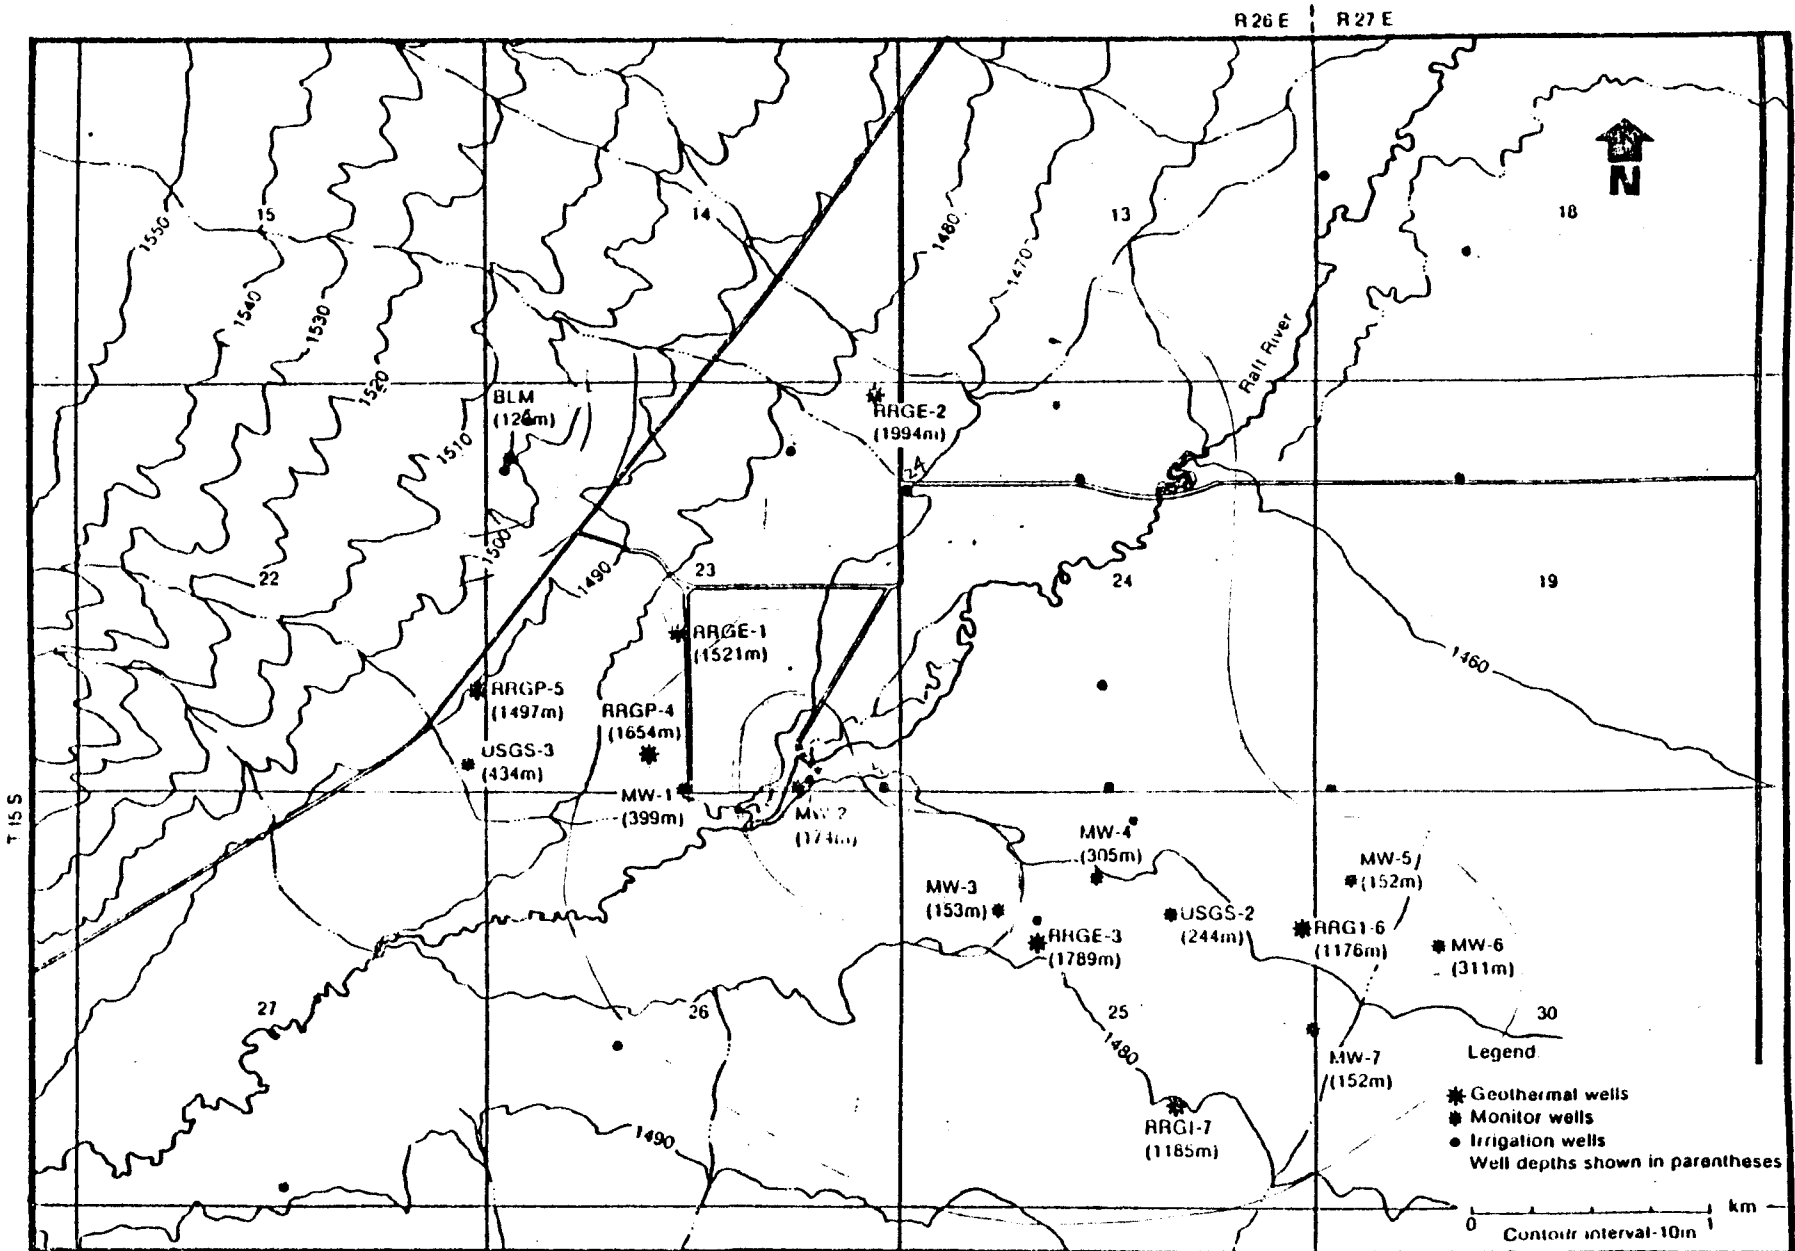 R 26 E R 27 E
N
15
14
13
18
1550
1540
1530
1520
1510
1500
1490
1480
1470
Raft River
BLM
RRGE-2
(1994m)
24
22
23
24
19
RRGE-1
(1521m)
1460
RRGP-5
(1497m)
RRGP-4
(1654m)
USGS-3
(434m)
T 15 S
MW-1
(399m)
MW-2
MW-4
(305m)
MW-5
(152m)
MW-3
(153m)
USGS-2
(244m)
RRGE-3
(1789m)
RRG1-6
(1176m)
MW-6
(311m)
27
26
25
30
1480
MW-7
(152m)
1490
RRGI-7
(1185m)
Legend
Geothermal wells
Monitor wells
Irrigation wells
Well depths shown in parentheses
0 1 km
Contour interval-10m